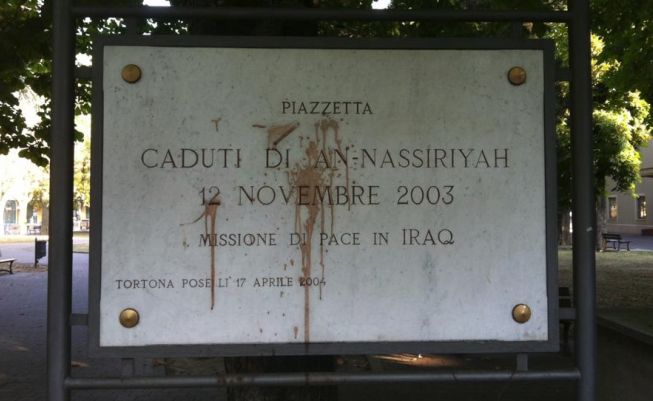 PIAZZETTA
CADUTI DI AN-NASSIRIYAH
12 NOVEMBRE 2003
MISSIONE DI PACE IN IRAQ
TORTONA POSE LI' 17 APRILE 2004